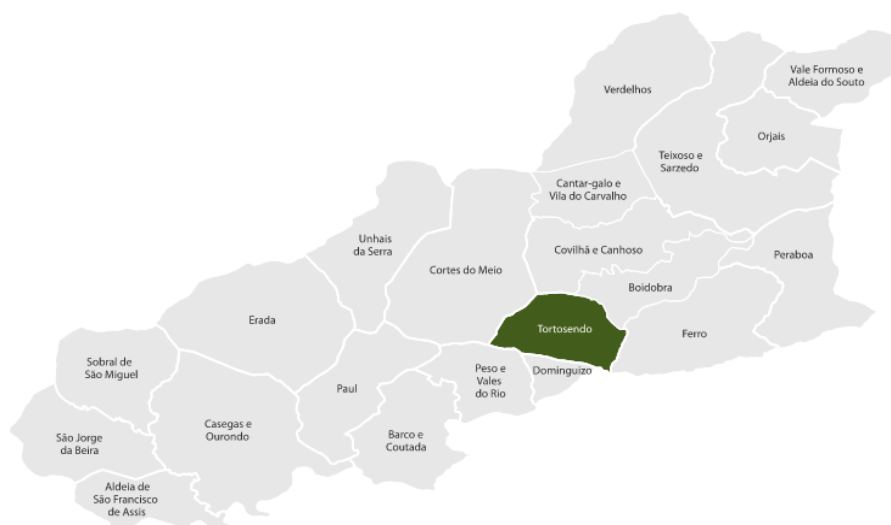 Vale Formoso e
Aldeia do Souto
Verdelhos
Orjais
Teixoso e
Sarzedo
Cantar-galo e
Vila do Carvalho
Unhais
da Serra
Covilhã e Canhoso
Peraboa
Cortes do Meio
Boidobra
Erada
Tortosendo
Ferro
Sobral de
São Miguel
Peso e
Vales
do Rio
Dominguizo
Paul
Casegas e
Ourondo
Barco e
Coutada
São Jorge
da Beira
Aldeia de
São Francisco
de Assis